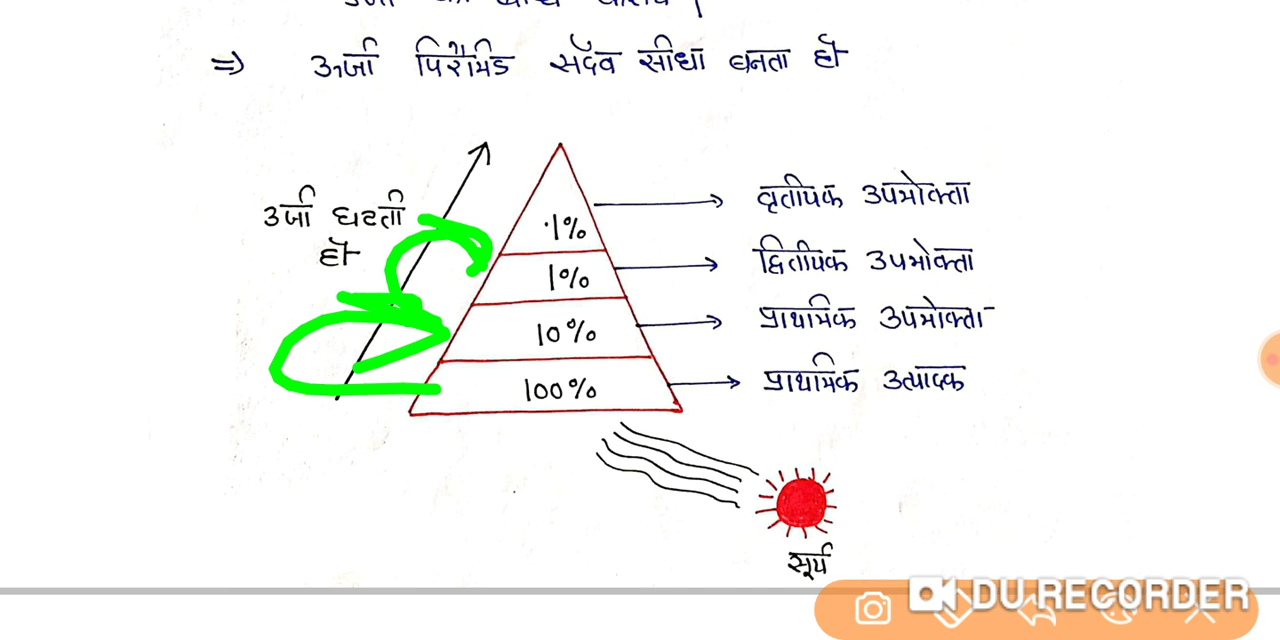 ⇒ ऊर्जा पिरैमिड सदैव सीधा बनता है
उर्जा घटती
है
.1%
1%
10%
100%
तृतीयक उपभोक्ता
द्वितीयक उपभोक्ता
प्राथमिक उपभोक्ता
प्राथमिक उत्पादक
सूर्य
DU RECORDER